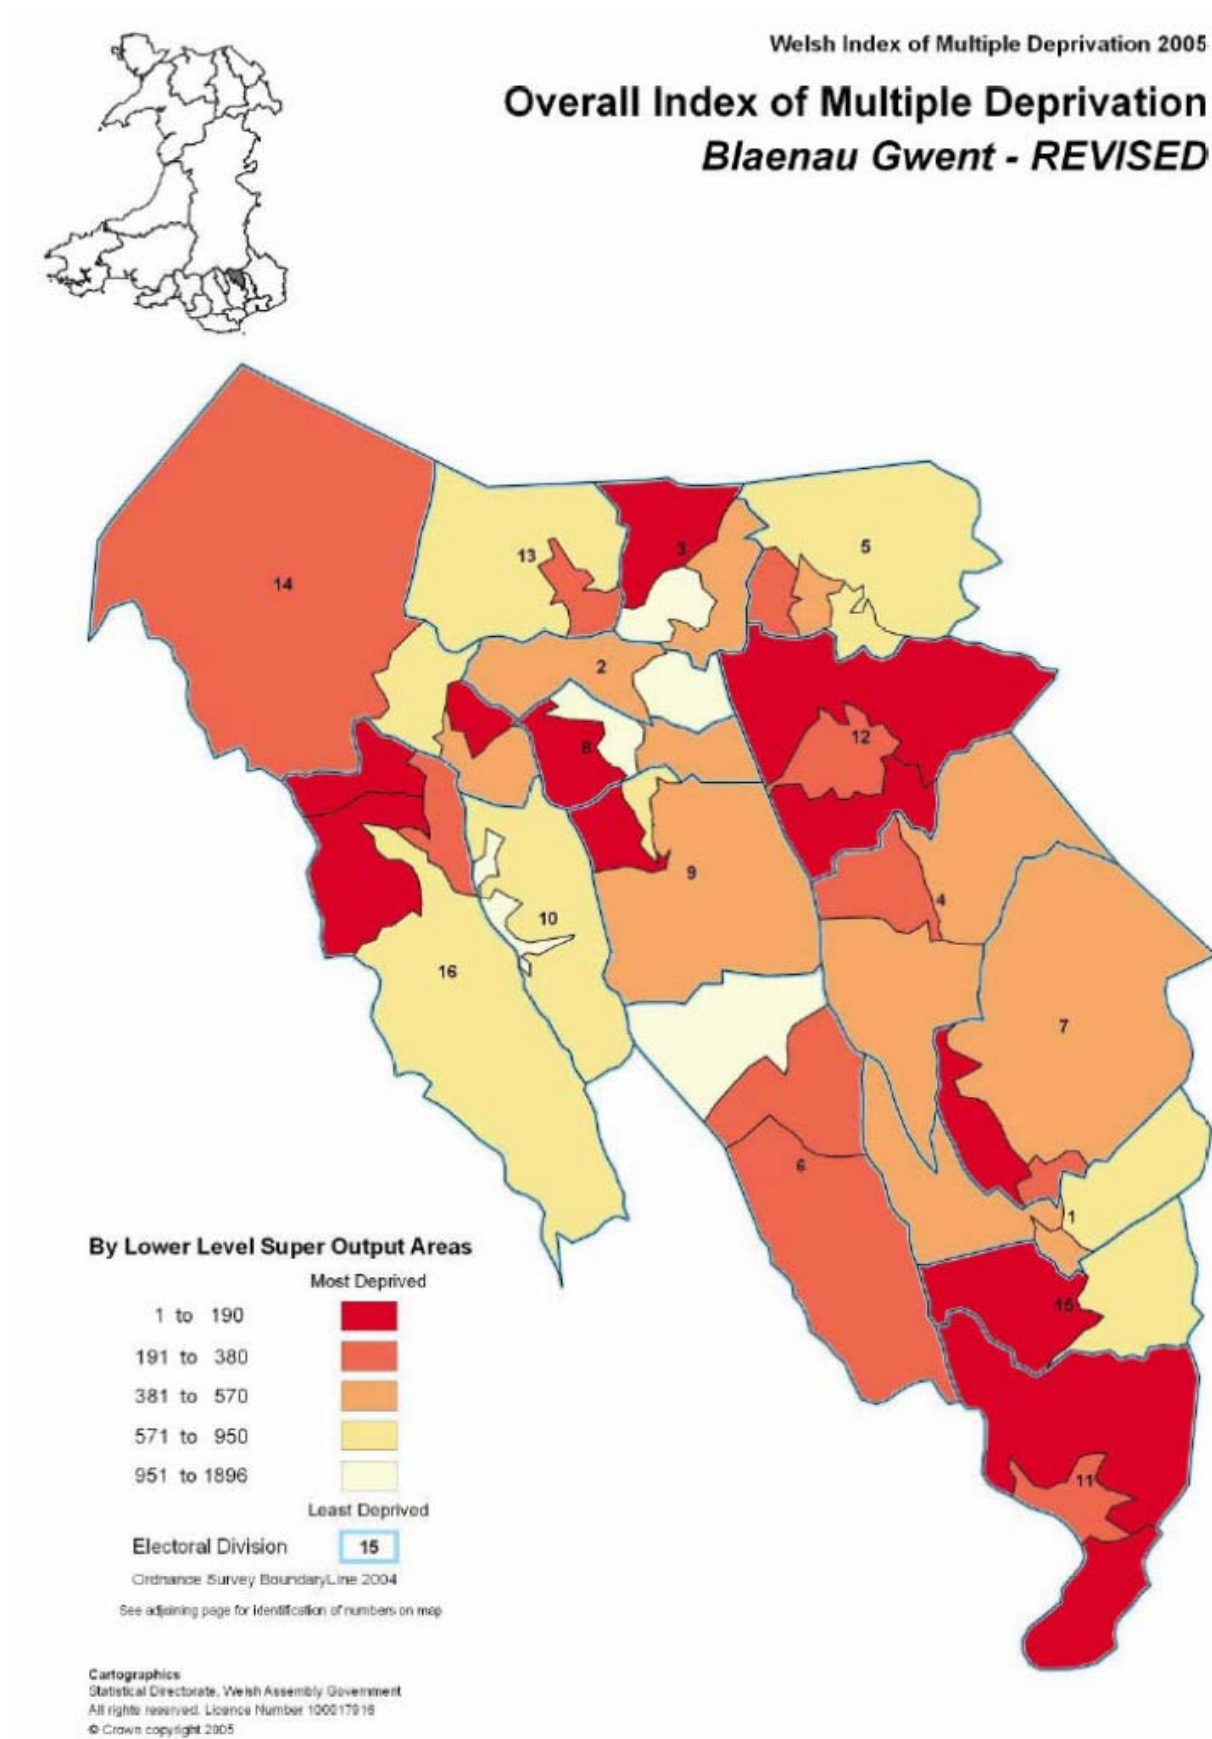 Welsh Index of Multiple Deprivation 2005
Overall Index of Multiple Deprivation
Blaenau Gwent - REVISED
14
13
3
5
2
8
12
9
4
10
16
7
6
1
15
11
By Lower Level Super Output Areas
Most Deprived
1 to 190
191 to 380
381 to 570
571 to 950
951 to 1896
Least Deprived
Electoral Division 15
Ordnance Survey BoundaryLine 2004
See adjoining page for identification of numbers on map
Cartographics
Statistical Directorate, Welsh Assembly Government
All rights reserved. Licence Number 100017916
© Crown copyright 2005